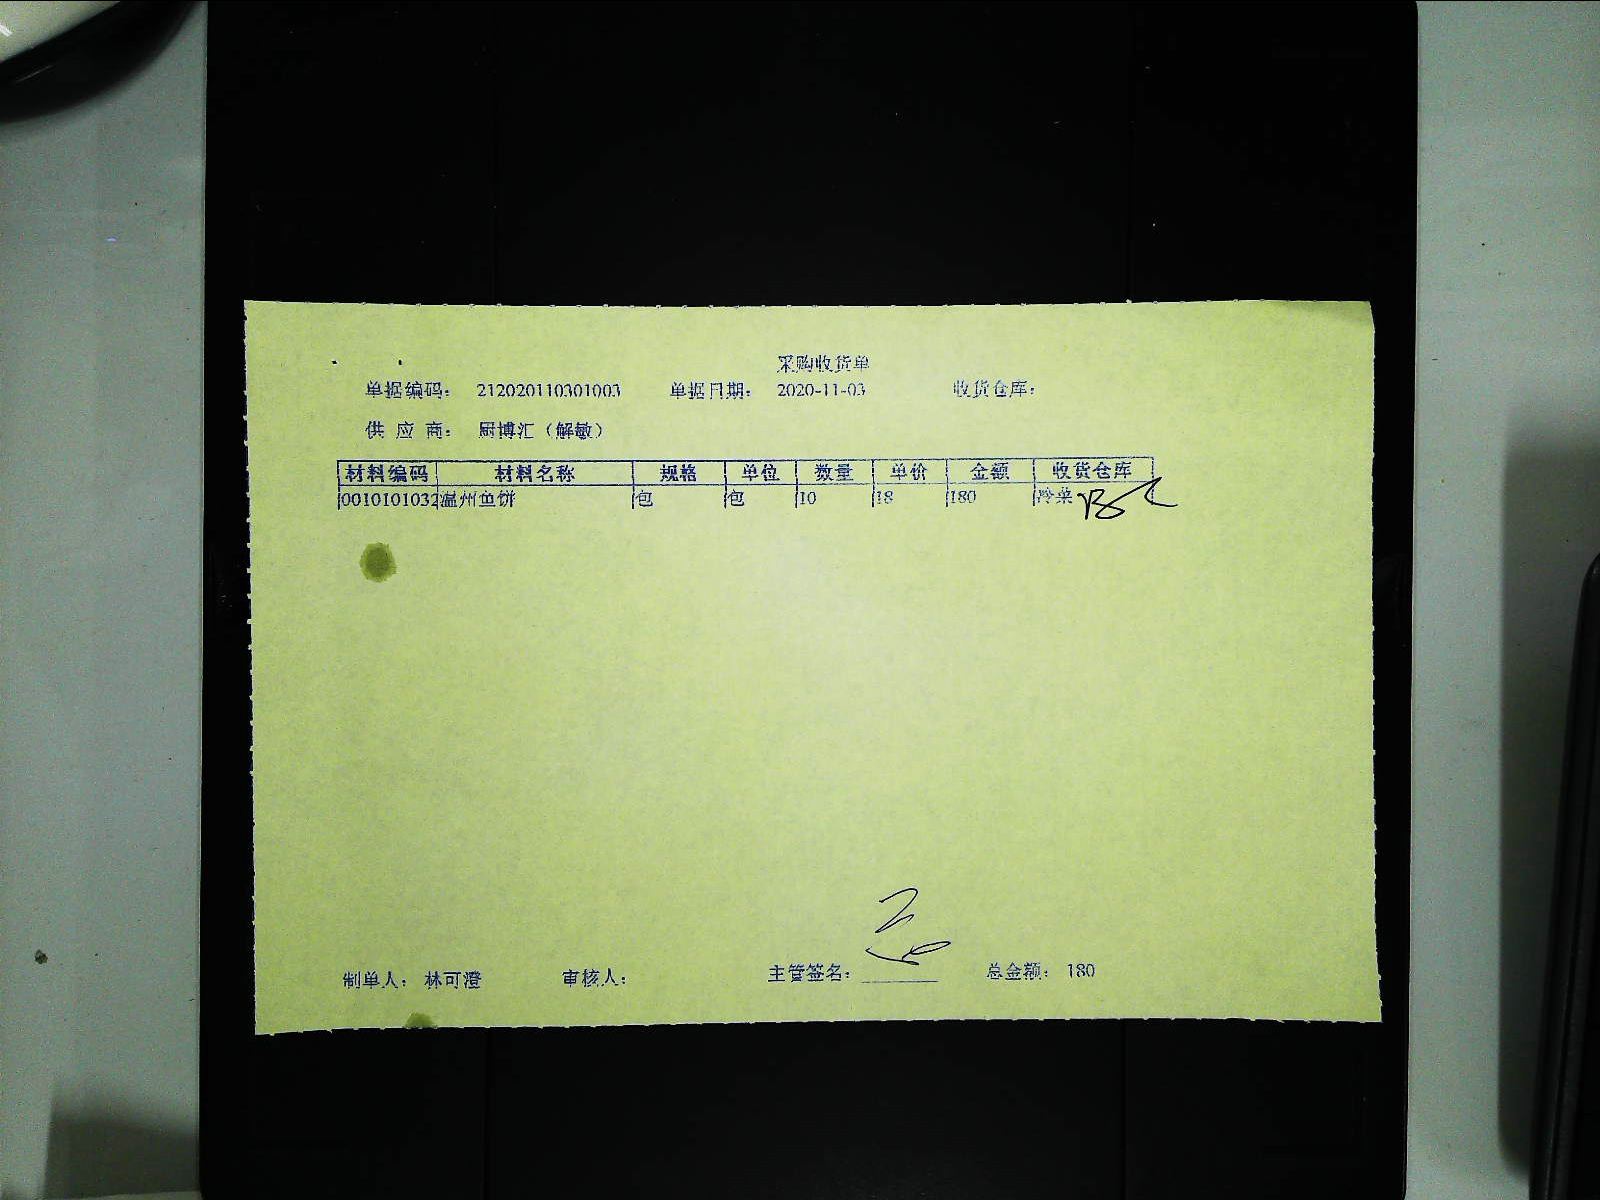 采购收货单
单据编码： 212020110301003 单据日期： 2020-11-03 收货仓库：
供 应 商： 厨博汇（解敏）
材料编码 材料名称 规格 单位 数量 单价 金额 收货仓库
0010101032 温州鱼饼 包 包 10 18 180 冷菜
制单人： 林可澄 审核人： 主管签名： 总金额： 180